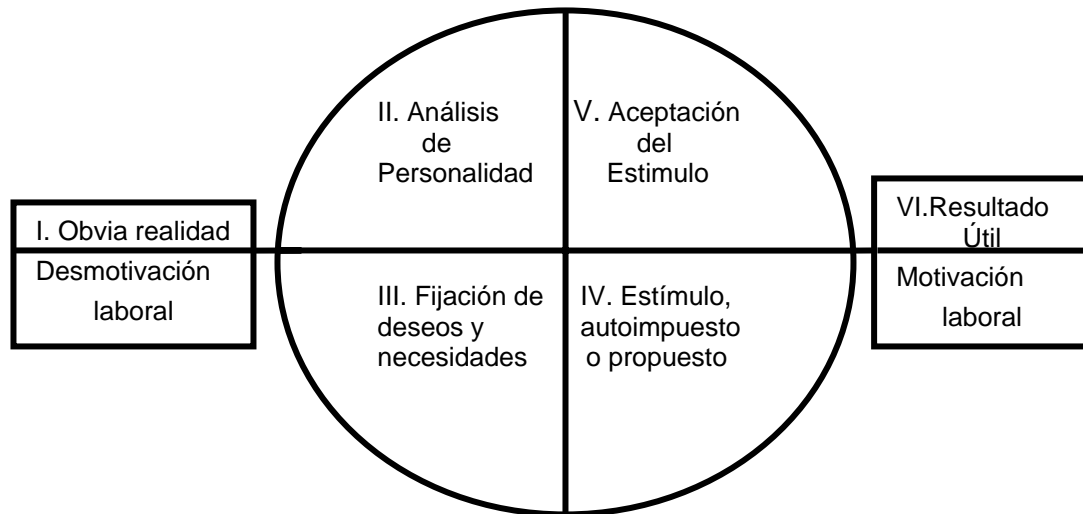 I. Obvia realidad
Desmotivación
laboral
II. Análisis
de
Personalidad
III. Fijación de
deseos y
necesidades
IV. Estímulo,
autoimpuesto
o propuesto
V. Aceptación
del
Estimulo
VI.Resultado
Útil
Motivación
laboral